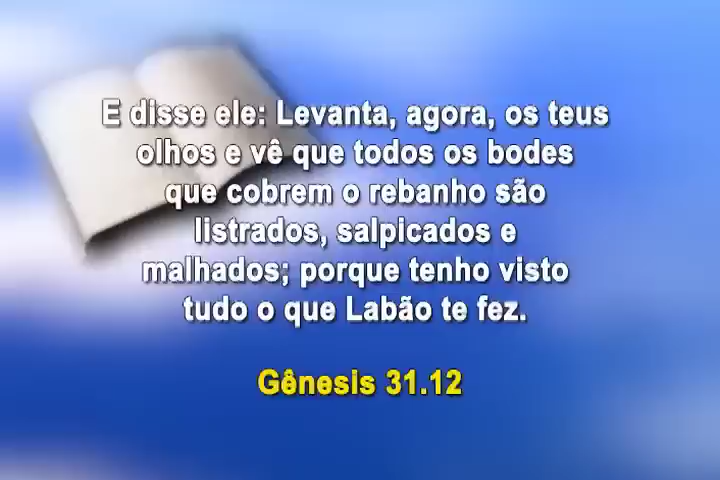 E disse ele: Levanta, agora, os teus
olhos e vê que todos os bodes
que cobrem o rebanho são
listrados, salpicados e
malhados; porque tenho visto
tudo o que Labão te fez.
Gênesis 31.12